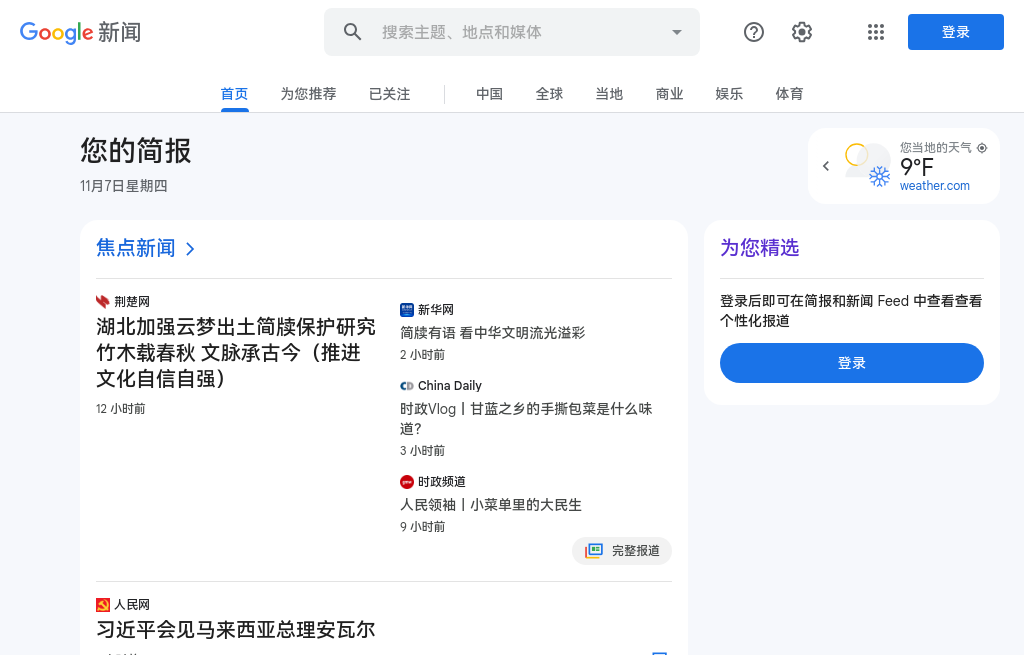 Google 新闻
搜索主题、地点和媒体
登录
首页
为您推荐
已关注
中国
全球
当地
商业
娱乐
体育
您的简报
11月7日星期四
您当地的天气
9°F
weather.com
焦点新闻
荆楚网
湖北加强云梦出土简牍保护研究
竹木载春秋 文脉承古今（推进
文化自信自强）
12 小时前
新华网
简牍有语 看中华文明流光溢彩
2 小时前
China Daily
时政Vlog丨甘蓝之乡的手撕包菜是什么味
道？
3 小时前
时政频道
人民领袖丨小菜单里的大民生
9 小时前
完整报道
人民网
习近平会见马来西亚总理安瓦尔
为您精选
登录后即可在简报和新闻 Feed 中查看查看
个性化报道
登录